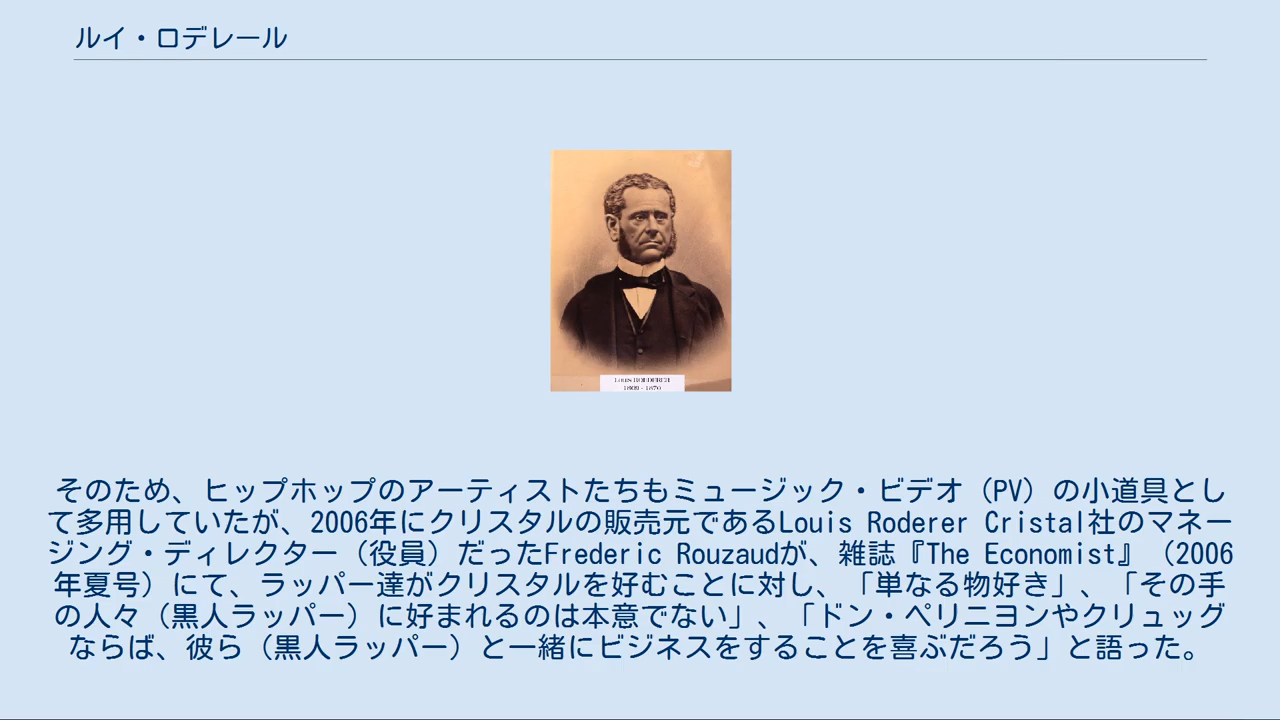 ルイ・ロデレール
LOUIS ROEDERER
1809 - 1870
そのため、ヒップホップのアーティストたちもミュージック・ビデオ（PV）の小道具とし
て多用していたが、2006年にクリスタルの販売元であるLouis Roderer Cristal社のマネー
ジング・ディレクター（役員）だったFrederic Rouzaudが、雑誌『The Economist』（2006
年夏号）にて、ラッパー達がクリスタルを好むことに対し、「単なる物好き」、「その手
の人々（黒人ラッパー）に好まれるのは本意でない」、「ドン・ペリニヨンやクリュッグ
ならば、彼ら（黒人ラッパー）と一緒にビジネスをすることを喜ぶだろう」と語った。